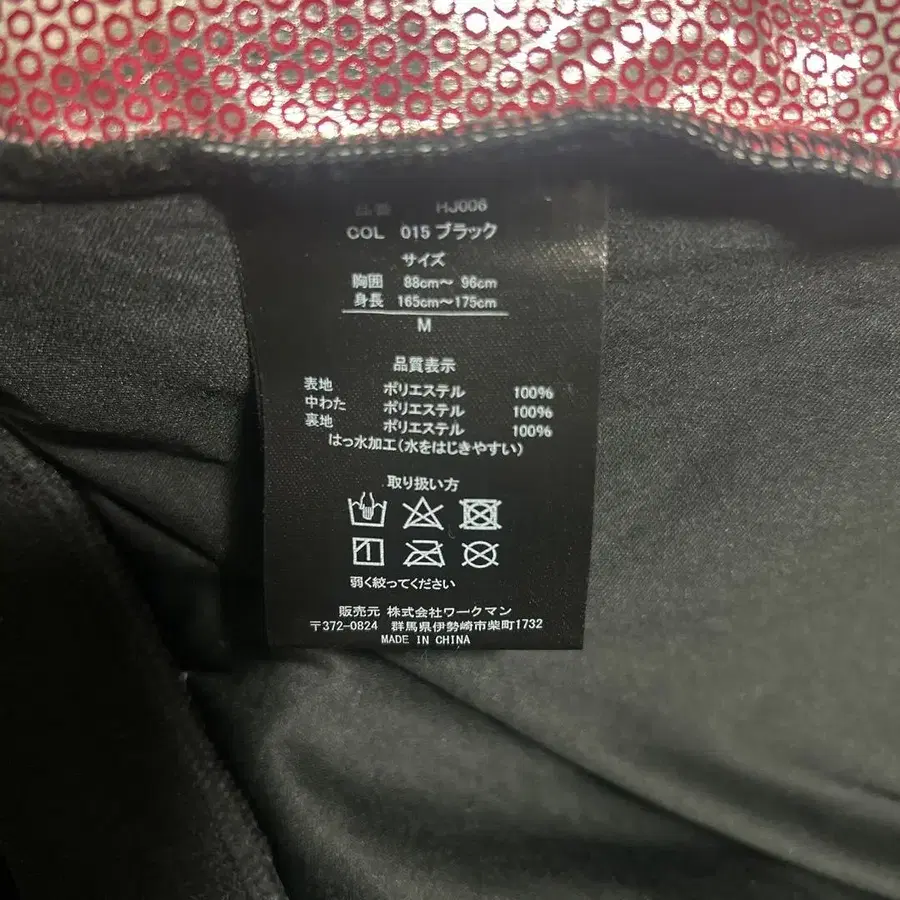 品番 HJ006
COL 015 ブラック
サイズ
胸囲 88cm～ 96cm
身長 165cm～175cm
M
品質表示
表地 ポリエステル 100%
中わた ポリエステル 100%
裏地 ポリエステル 100%
はっ水加工(水をはじきやすい)
取り扱い方
弱く絞ってください
販売元 株式会社ワークマン
〒372-0824 群馬県伊勢崎市柴町1732
MADE IN CHINA